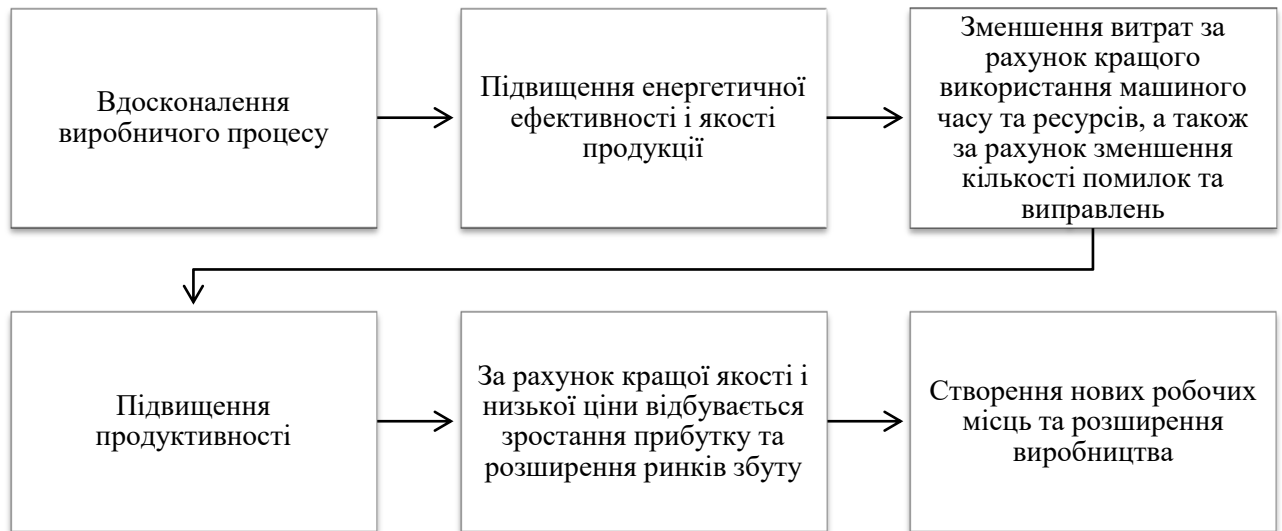 Вдосконалення
виробничого процесу
Підвищення енергетичної
ефективності і якості
продукції
Зменшення витрат за
рахунок кращого
використання машиного
часу та ресурсів, а також
за рахунок зменшення
кількості помилок та
виправлень
Підвищення
продуктивності
За рахунок кращої якості і
низької ціни відбувається
зростання прибутку та
розширення ринків збуту
Створення нових робочих
місць та розширення
виробництва